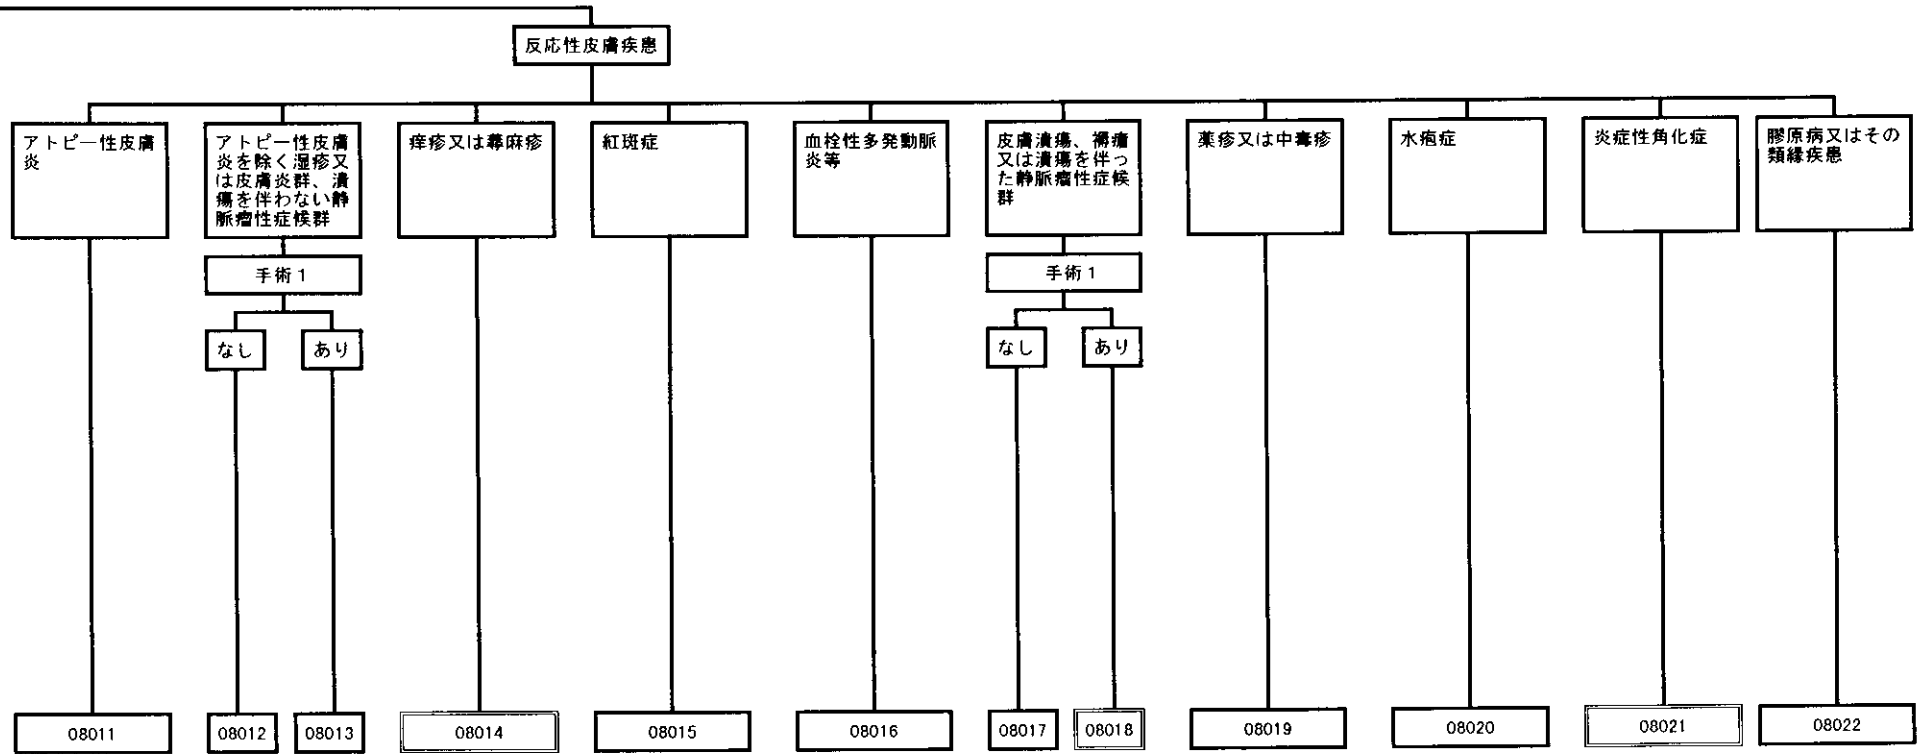 反応性皮膚疾患
アトピー性皮膚
炎
アトピー性皮膚
炎を除く湿疹又
は皮膚炎群、潰
瘍を伴わない静
脈瘤性症候群
痒疹又は蕁麻疹
紅斑症
血栓性多発動脈
炎等
皮膚潰瘍、褥瘡
又は潰瘍を伴っ
た静脈瘤性症候
群
薬疹又は中毒疹
水疱症
炎症性角化症
膠原病又はその
類縁疾患
手術1
なし
あり
手術1
なし
あり
08011
08012
08013
08014
08015
08016
08017
08018
08019
08020
08021
08022